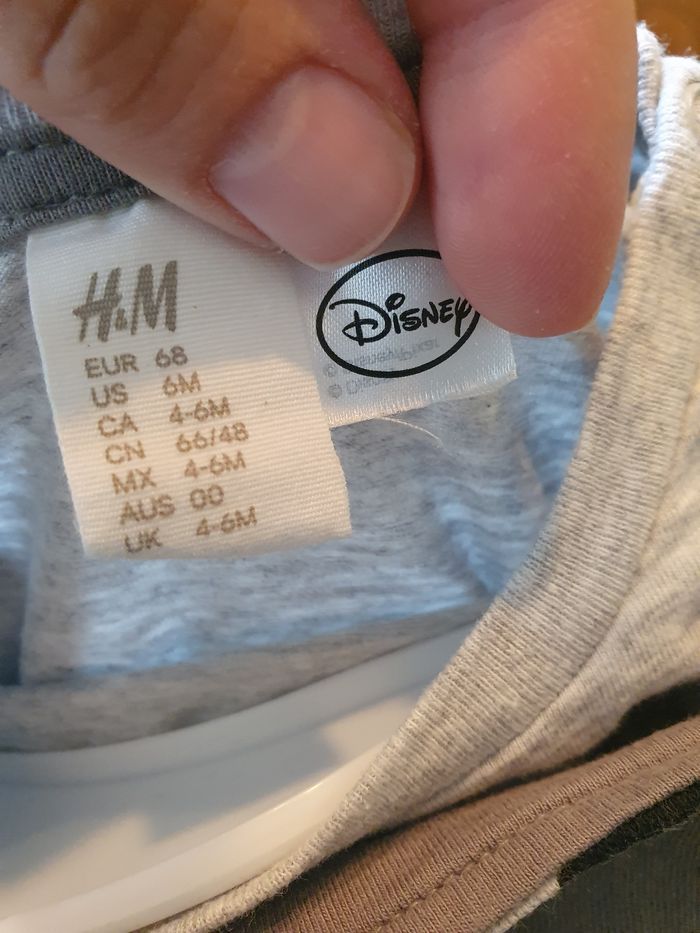 H&M
EUR 68
US 6M
CA 4-6M
CN 66/48
MX 4-6M
AUS 00
UK 4-6M
Disney
©
© Disney